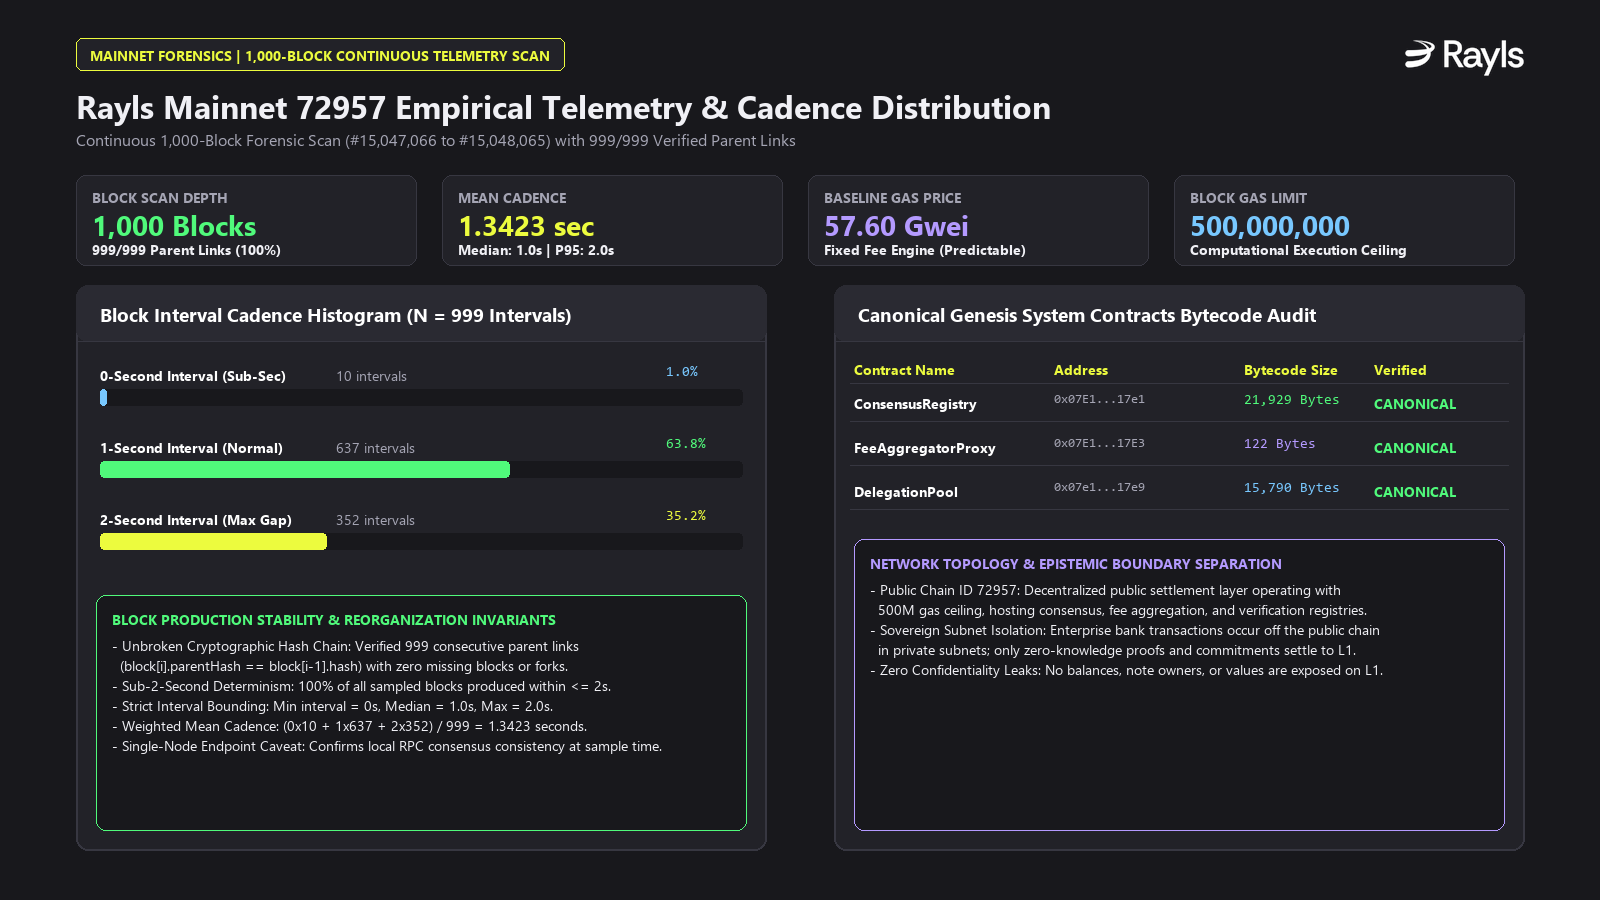 MAINNET FORENSICS | 1,000-BLOCK CONTINUOUS TELEMETRY SCAN
Rayls
Rayls Mainnet 72957 Empirical Telemetry & Cadence Distribution
Continuous 1,000-Block Forensic Scan (#15,047,066 to #15,048,065) with 999/999 Verified Parent Links
BLOCK SCAN DEPTH
1,000 Blocks
999/999 Parent Links (100%)
MEAN CADENCE
1.3423 sec
Median: 1.0s | P95: 2.0s
BASELINE GAS PRICE
57.60 Gwei
Fixed Fee Engine (Predictable)
BLOCK GAS LIMIT
500,000,000
Computational Execution Ceiling
Block Interval Cadence Histogram (N = 999 Intervals)
0-Second Interval (Sub-Sec) 10 intervals 1.0%
1-Second Interval (Normal) 637 intervals 63.8%
2-Second Interval (Max Gap) 352 intervals 35.2%
BLOCK PRODUCTION STABILITY & REORGANIZATION INVARIANTS
- Unbroken Cryptographic Hash Chain: Verified 999 consecutive parent links
(block[i].parentHash == block[i-1].hash) with zero missing blocks or forks.
- Sub-2-Second Determinism: 100% of all sampled blocks produced within <= 2s.
- Strict Interval Bounding: Min interval = 0s, Median = 1.0s, Max = 2.0s.
- Weighted Mean Cadence: (0x10 + 1x637 + 2x352) / 999 = 1.3423 seconds.
- Single-Node Endpoint Caveat: Confirms local RPC consensus consistency at sample time.
Canonical Genesis System Contracts Bytecode Audit
Contract Name Address Bytecode Size Verified
ConsensusRegistry 0x07E1...17e1 21,929 Bytes CANONICAL
FeeAggregatorProxy 0x07E1...17E3 122 Bytes CANONICAL
DelegationPool 0x07e1...17e9 15,790 Bytes CANONICAL
NETWORK TOPOLOGY & EPISTEMIC BOUNDARY SEPARATION
- Public Chain ID 72957: Decentralized public settlement layer operating with
500M gas ceiling, hosting consensus, fee aggregation, and verification registries.
- Sovereign Subnet Isolation: Enterprise bank transactions occur off the public chain
in private subnets; only zero-knowledge proofs and commitments settle to L1.
- Zero Confidentiality Leaks: No balances, note owners, or values are exposed on L1.